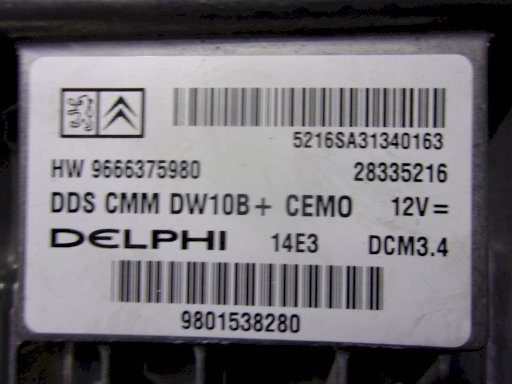 5216SA31340163
HW 9666375980 28335216
DDS CMM DW10B+ CEMO 12V=
DELPHI 14E3 DCM3.4
9801538280